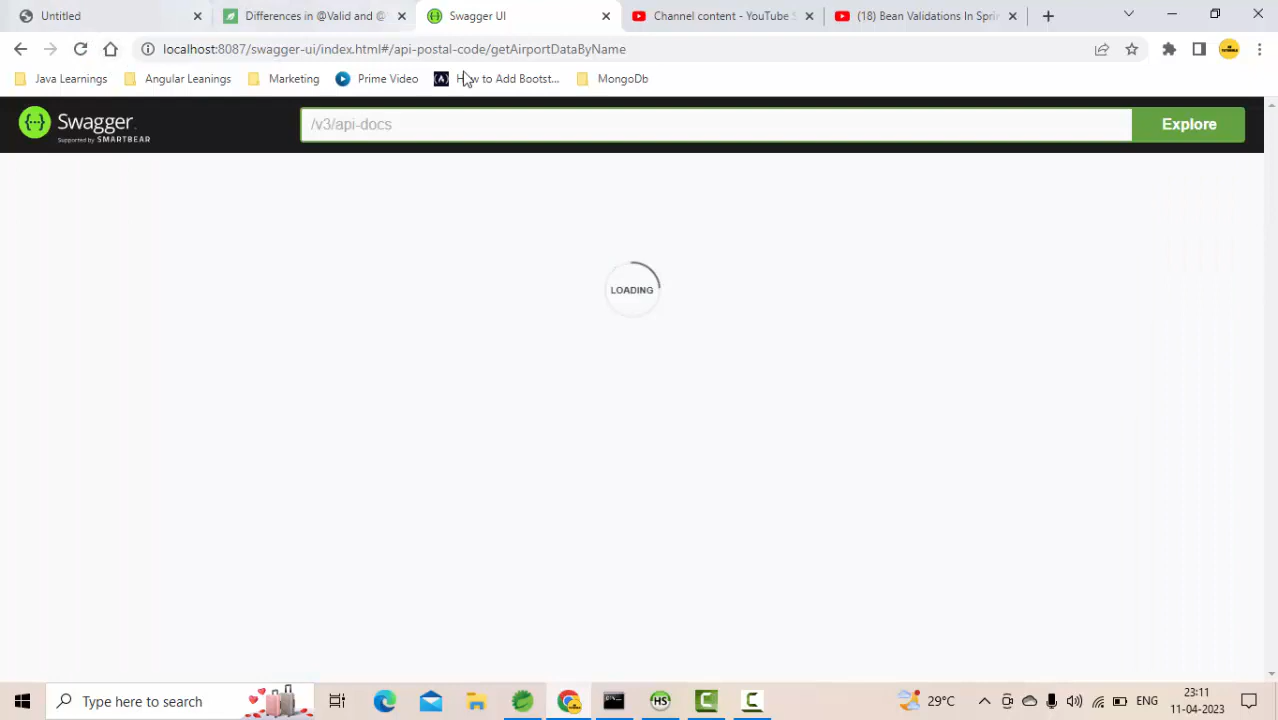 Untitled
Differences in @Valid and @
Swagger UI
Channel content - YouTube S
(18) Bean Validations In Sprin
localhost:8087/swagger-ui/index.html#/api-postal-code/getAirportDataByName
Java Learnings
Angular Leanings
Marketing
Prime Video
(A)
How to Add Bootst...
MongoDb
{...} Swagger.
Supported by SMARTBEAR
/v3/api-docs
Explore
LOADING
Type here to search
HS
C
C
29°C
ENG
23:11
11-04-2023